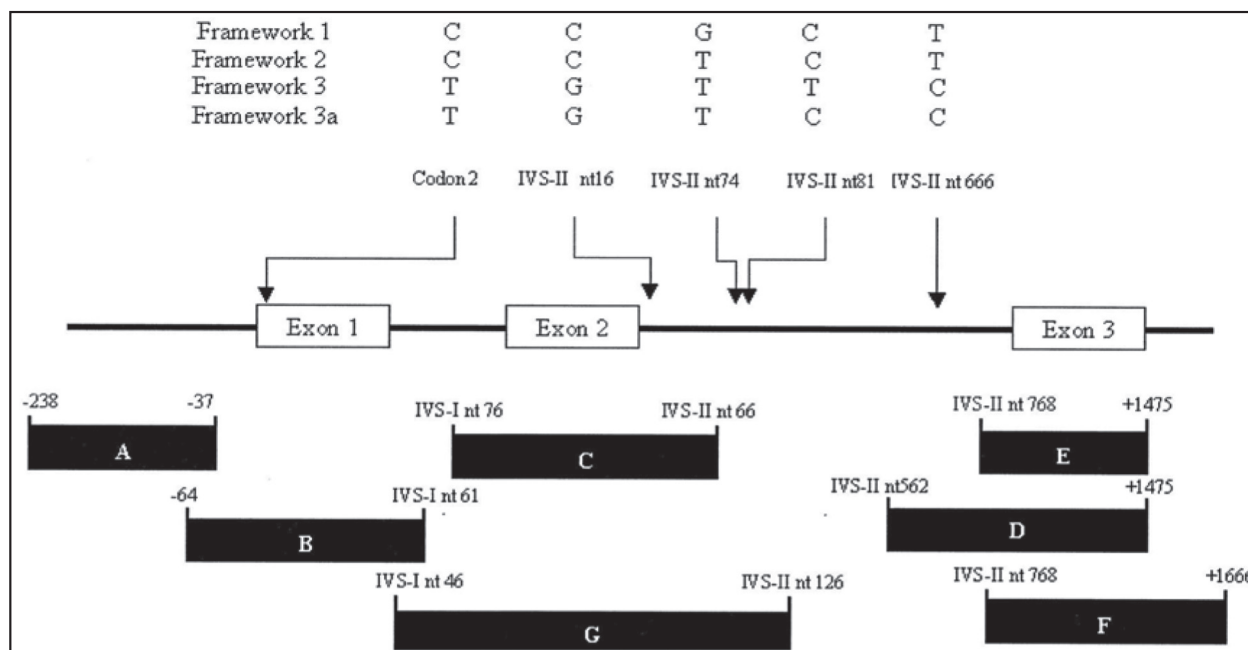 Framework 1 C C G C T
Framework 2 C C T C T
Framework 3 T G T T C
Framework 3a T G T C C
Codon 2 IVS-II nt16 IVS-II nt74 IVS-II nt81 IVS-II nt 666
Exon 1 Exon 2 Exon 3
-238 -37 IVS-I nt 76 IVS-II nt 66 IVS-II nt 768 +1475
A C E
-64 IVS-I nt 61 IVS-II nt562 +1475
B D
IVS-I nt 46 IVS-II nt 126 IVS-II nt 768 +1666
G F